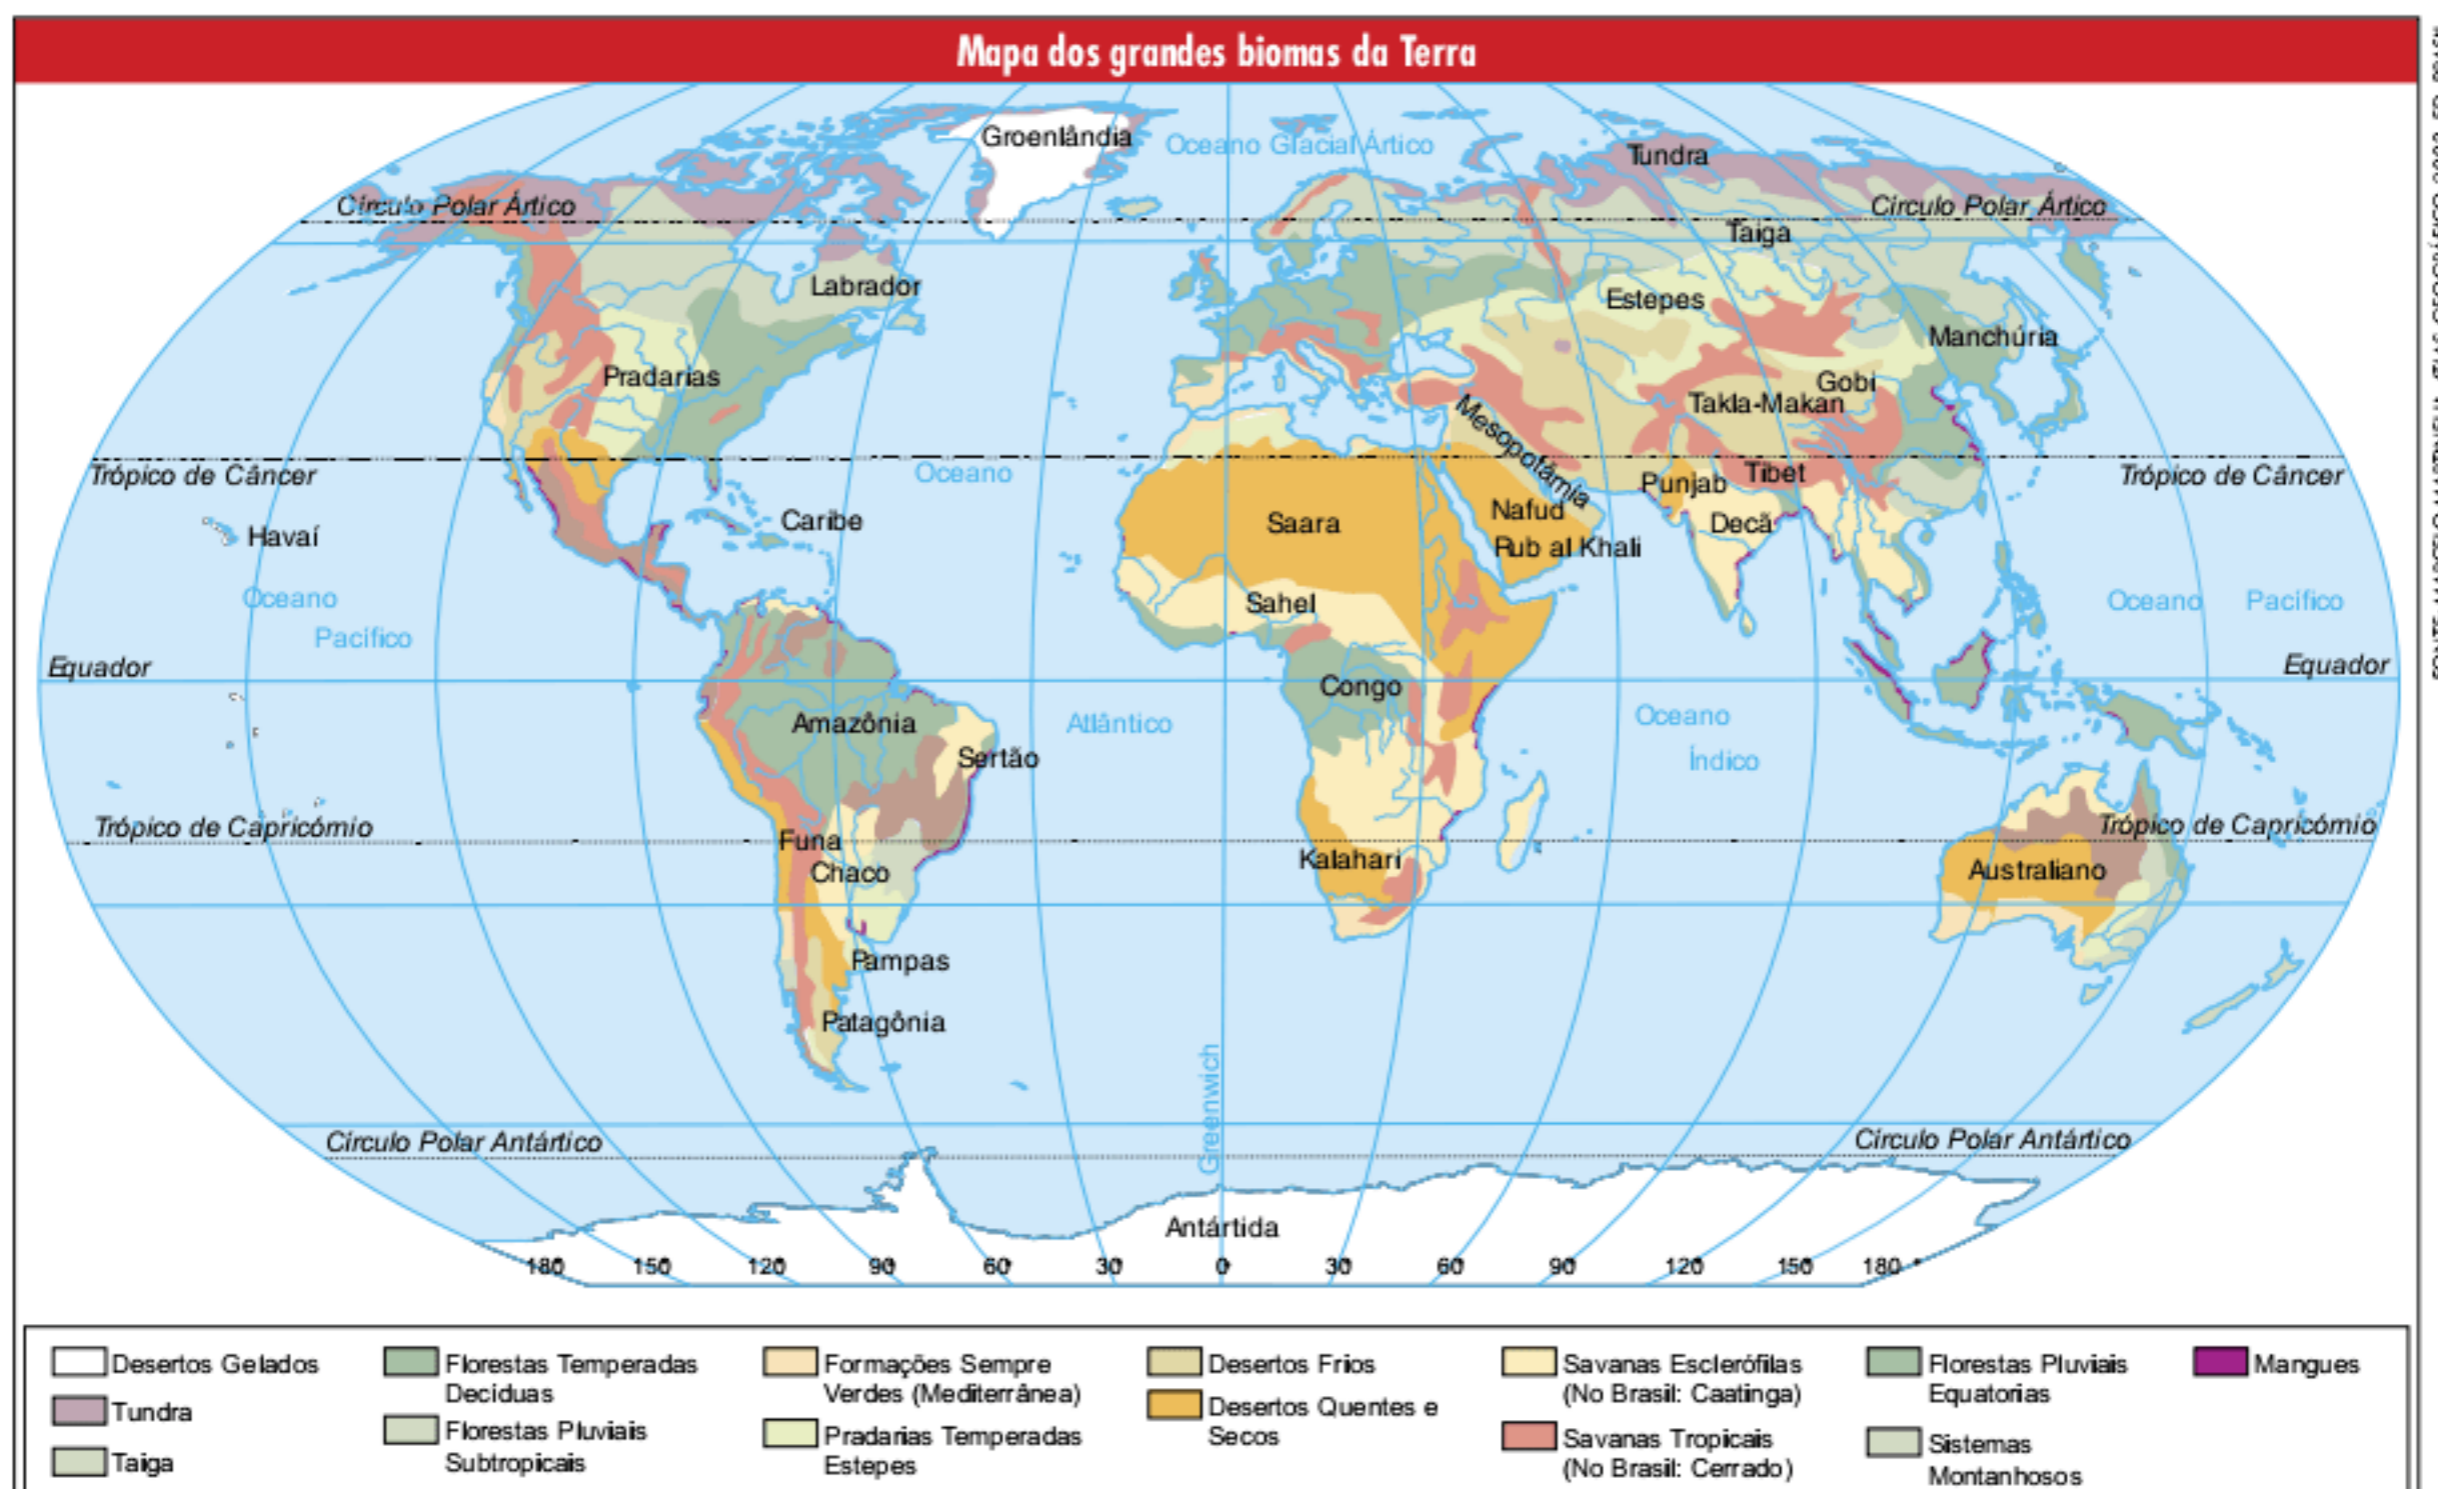 Mapa dos grandes biomas da Terra
Groenlândia
Oceano Glacial Ártico
Tundra
Círculo Polar Ártico
Círculo Polar Ártico
Taiga
Labrador
Estepes
Manchúria
Pradarias
Gobi
Takla-Makan
Mesopotâmia
Trópico de Câncer
Oceano
Punjab
Tibet
Trópico de Câncer
Havaí
Caribe
Saara
Nafud
Decã
Rub al Khali
Oceano
Pacífico
Sahel
Oceano
Pacífico
Equador
Equador
Congo
Amazônia
Atlântico
Oceano
Índico
Sertão
Trópico de Capricórnio
Trópico de Capricórnio
Funa
Chaco
Kalahari
Australiano
Pampas
Patagônia
Greenwich
Círculo Polar Antártico
Círculo Polar Antártico
Antártida
180 150 120 90 60 30 0 30 60 90 120 150 180
Desertos Gelados
Tundra
Taiga
Florestas Temperadas
Decíduas
Florestas Pluviais
Subtropicais
Formações Sempre
Verdes (Mediterrânea)
Pradarias Temperadas
Estepes
Desertos Frios
Desertos Quentes e
Secos
Savanas Esclerófilas
(No Brasil: Caatinga)
Savanas Tropicais
(No Brasil: Cerrado)
Florestas Pluviais
Equatorias
Sistemas
Montanhosos
Mangues